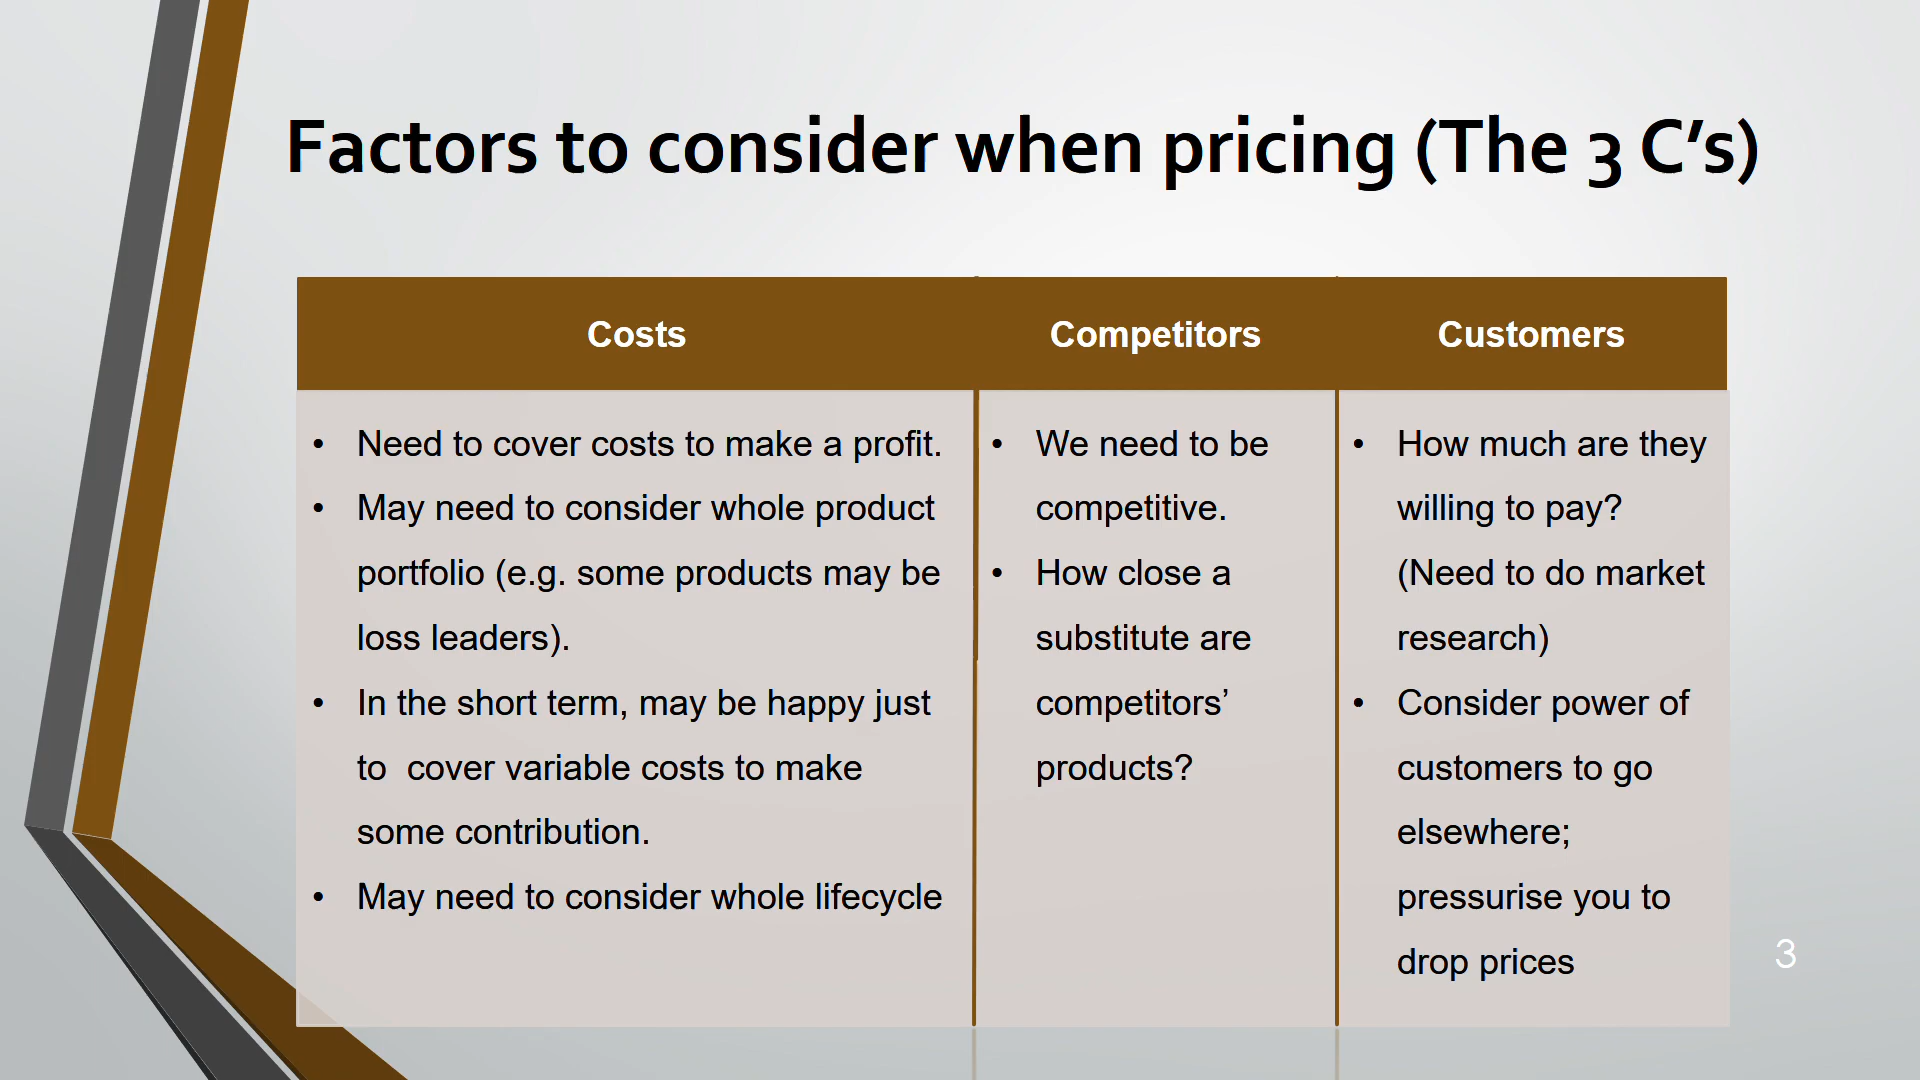 Factors to consider when pricing (The 3 C’s)
Costs
Competitors
Customers
• Need to cover costs to make a profit.
• May need to consider whole product
portfolio (e.g. some products may be
loss leaders).
• In the short term, may be happy just
to  cover variable costs to make
some contribution.
• May need to consider whole lifecycle
• We need to be
competitive.
• How close a
substitute are
competitors’
products?
• How much are they
willing to pay?
(Need to do market
research)
• Consider power of
customers to go
elsewhere;
pressurise you to
drop prices
3